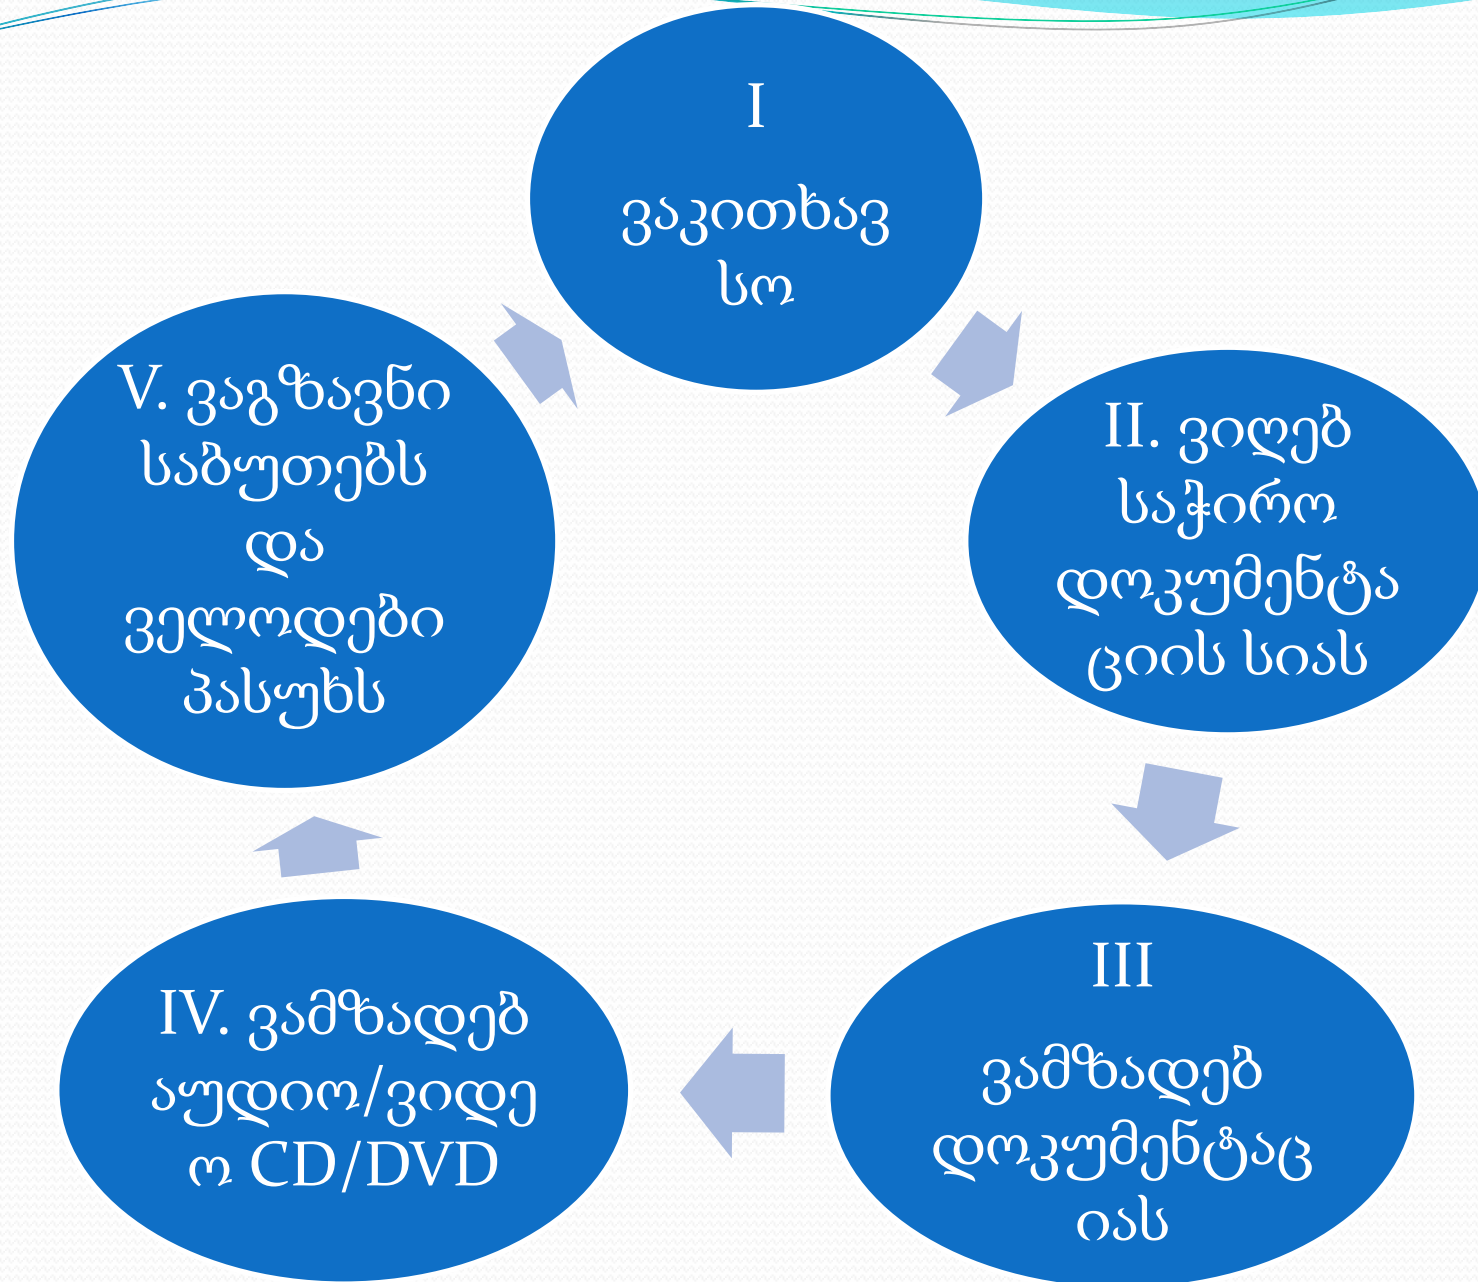 I
ვაკითხავ
სო
II. ვიღებ
საჭირო
დოკუმენტა
ციის სიას
III
ვამზადებ
დოკუმენტაც
იას
IV. ვამზადებ
აუდიო/ვიდე
ო CD/DVD
V. ვაგზავნი
საბუთებს
და
ველოდები
პასუხს